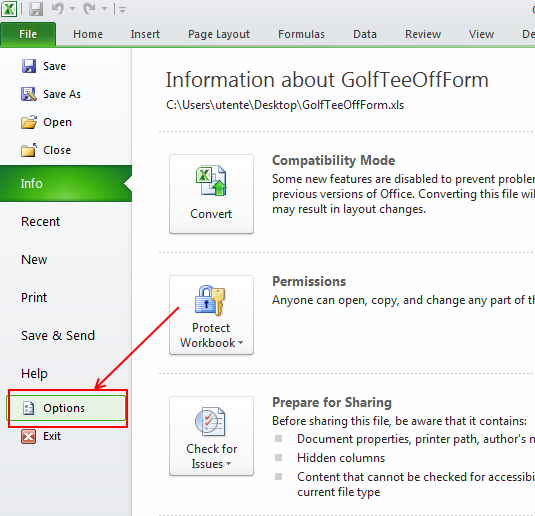 File Home Insert Page Layout Formulas Data Review View
Save
Save As
Open
Close
Info
Recent
New
Print
Save & Send
Help
Options
Exit
Information about GolfTeeOffForm
C:\Users\utente\Desktop\GolfTeeOffForm.xls
Convert
Compatibility Mode
Some new features are disabled to prevent
previous versions of Office. Converting this file
may result in layout changes.
Protect
Workbook
Permissions
Anyone can open, copy, and change any part of
Check for
Issues
Prepare for Sharing
Before sharing this file, be aware that it contains:
Document properties, printer path, author's
Hidden columns
Content that cannot be checked for
current file type